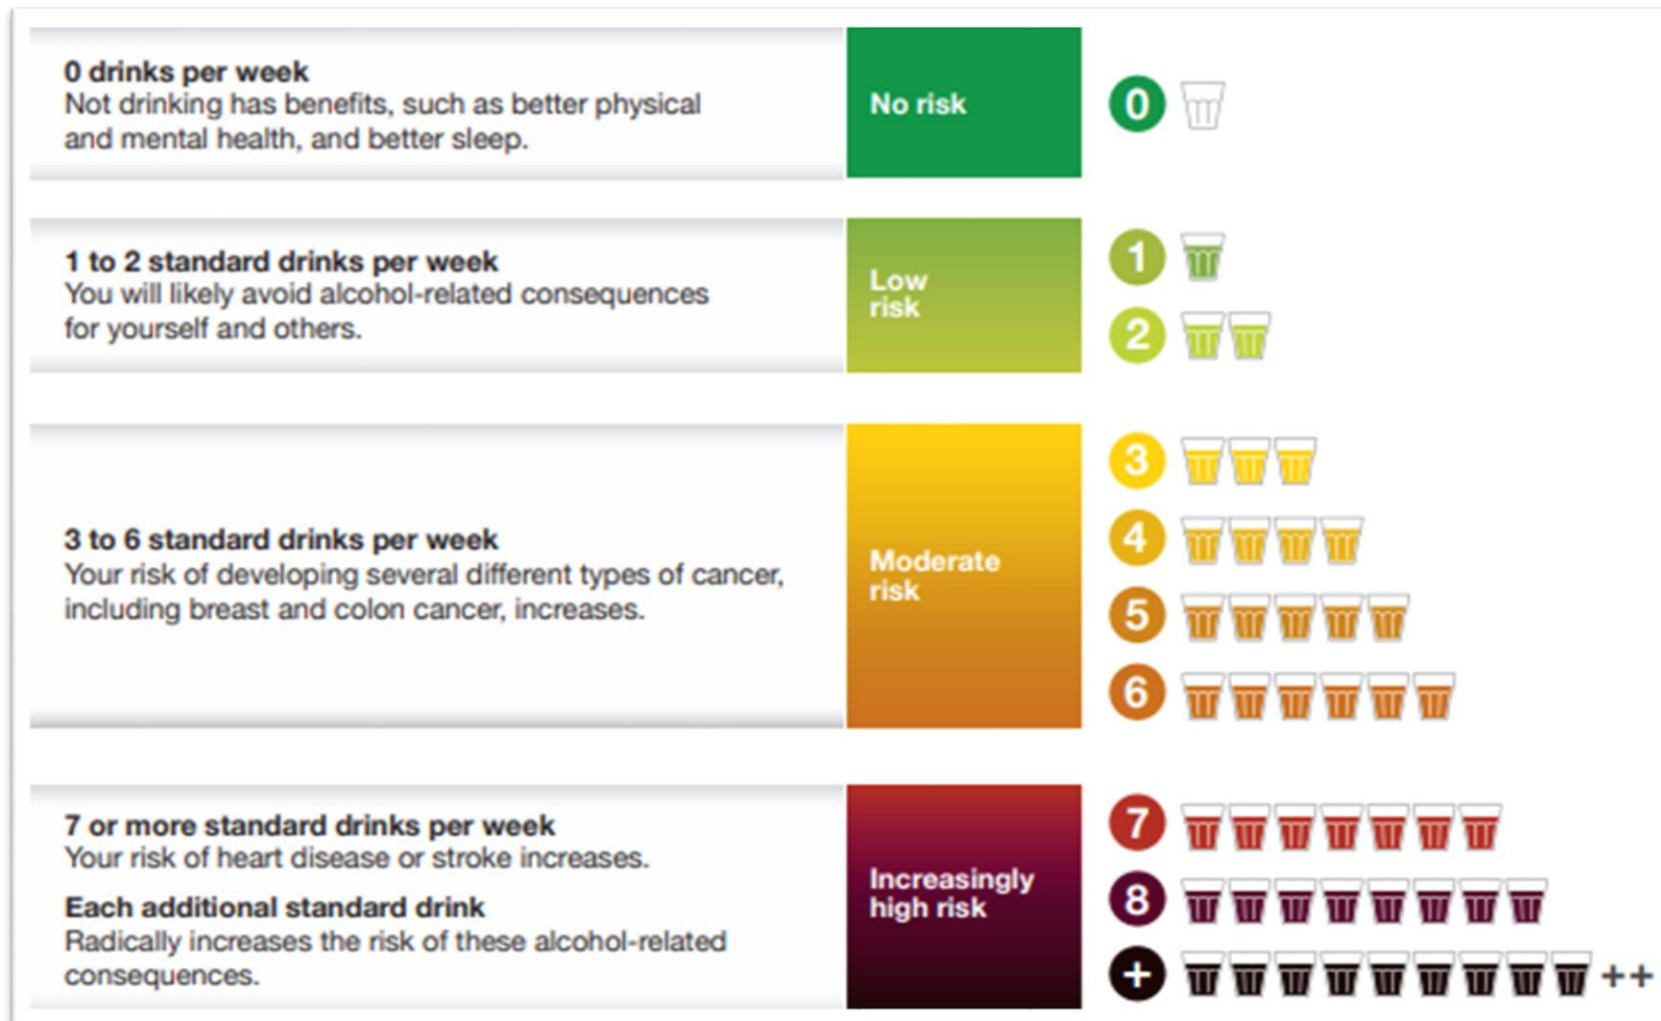 0 drinks per week
Not drinking has benefits, such as better physical
and mental health, and better sleep.
No risk
0
1 to 2 standard drinks per week
You will likely avoid alcohol-related consequences
for yourself and others.
Low
risk
1
2
3 to 6 standard drinks per week
Your risk of developing several different types of cancer,
including breast and colon cancer, increases.
Moderate
risk
3
4
5
6
7 or more standard drinks per week
Your risk of heart disease or stroke increases.
Each additional standard drink
Radically increases the risk of these alcohol-related
consequences.
Increasingly
high risk
7
8
+
++